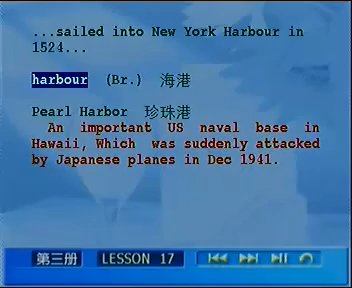 ...sailed into New York Harbour in
1524...
harbour (Br.) 海港
Pearl Harbor 珍珠港
An important US naval base in
Hawaii, Which was suddenly attacked
by Japanese planes in Dec 1941.
第三册 LESSON 17